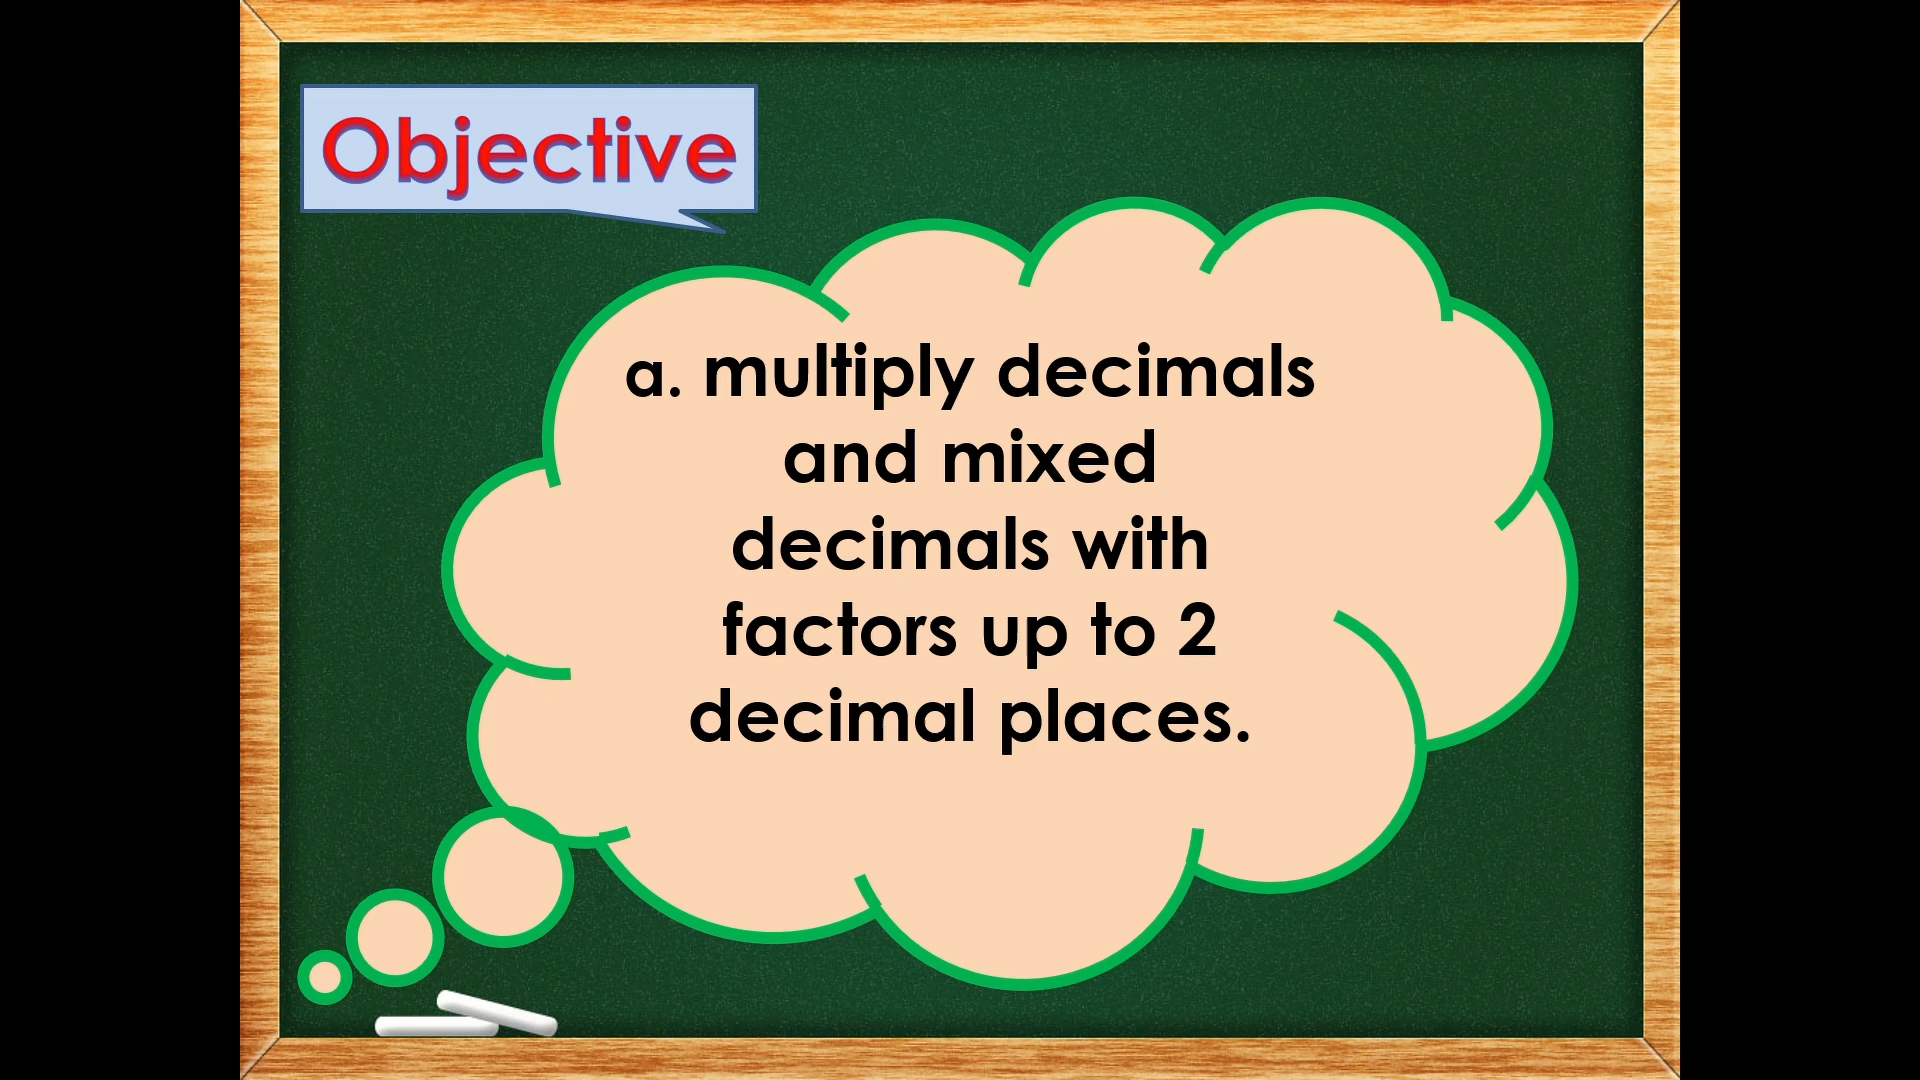 Objective
a. multiply decimals
and mixed
decimals with
factors up to 2
decimal places.